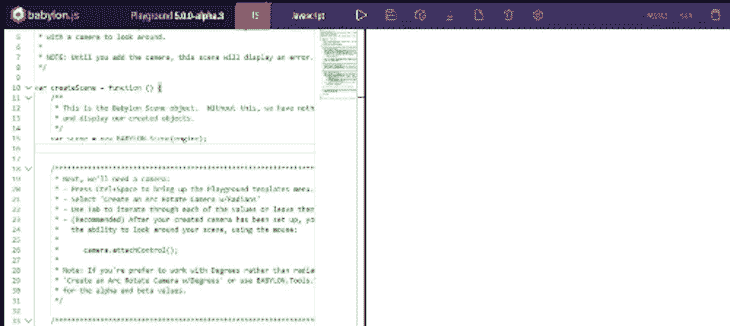 babylon.js Playground 5.0.0-alpha.3 TS Javascript
5 * with a camera to look around.
6 *
7 * NOTE: Until you add the camera, this scene will display an error.
8 */
9
10 var createScene = function () {
11 /**
12 * This is the Babylon Scene object. Without this, we have noth
13 * and display our created objects.
14 */
15 var scene = new BABYLON.Scene(engine);
16
17
18 /****************************************************************
19 * Next, we'll need a camera:
20 * - Press Ctrl+Space to bring up the Playground templates menu.
21 * - Select "Create an Arc Rotate Camera w/Radians"
22 * - Use Tab to iterate through each of the values or leave them
23 * - (Recommended) After your created camera has been set up, yo
24 * the ability to look around your scene, using the mouse:
25 *
26 * camera.attachControl();
27 *
28 * Note: If you're prefer to work with Degrees rather than radia
29 * 'Create an Arc Rotate Camera w/Degrees' or use BABYLON.Tools.
30 * for the alpha and beta values.
31 */
32
33 /****************************************************************